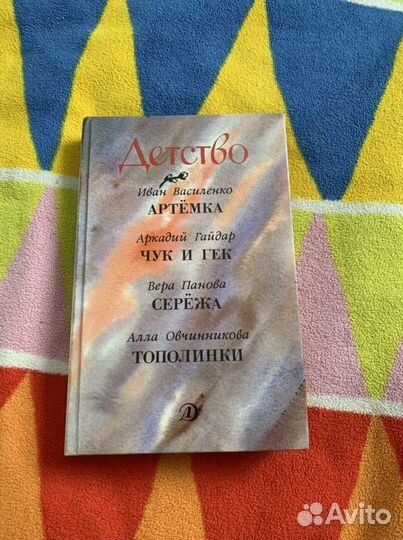 Детство
Иван Василенко
АРТЁМКА
Аркадий Гайдар
ЧУК И ГЕК
Вера Панова
СЕРЁЖА
Алла Овчинникова
ТОПОЛИНКИ
Д
Avito